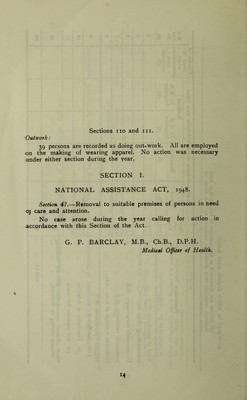 Sections 110 and 111.
Outwork:
39 persons are recorded as doing out-work. All are employed
on the making of wearing apparel. No action was necessary
under either section during the year.
SECTION I.
NATIONAL ASSISTANCE ACT, 1948.
Section 47.—Removal to suitable premises of persons in need
of care and attention.
No case arose during the year calling for action in
accordance with this Section of the Act.
G. P. BARCLAY, M.B., Ch.B., D.P.H.
Medical Officer of Health.
14